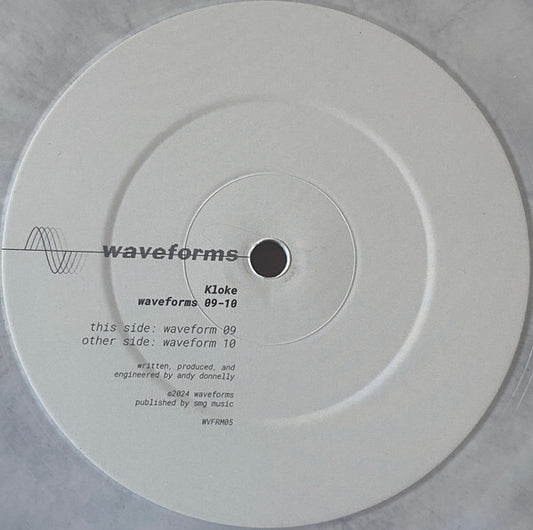 waveforms
Kloke
waveforms 09-10
this side: waveform 09
other side: waveform 10
written, produced, and
engineered by andy donnelly
©2024 waveforms
published by smg music
WVFRM05